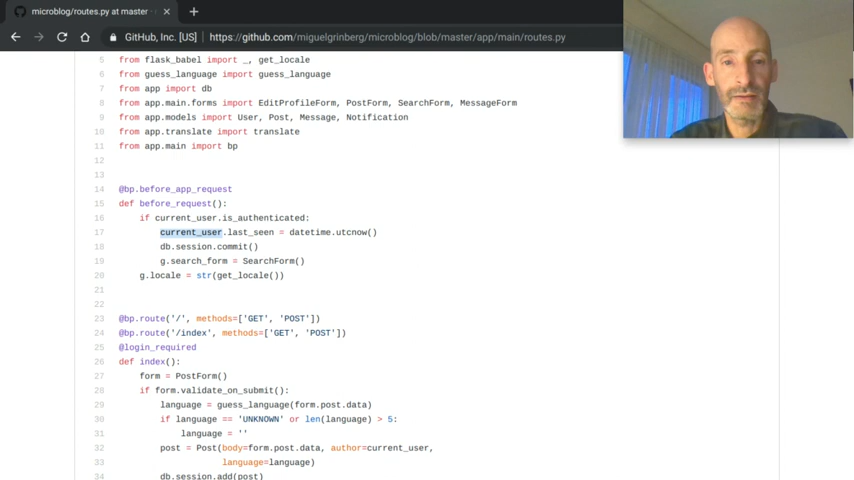 microblog/routes.py at master ·
GitHub, Inc. [US]
https://github.com/miguelgrinberg/microblog/blob/master/app/main/routes.py
5 from flask_babel import _, get_locale
6 from guess_language import guess_language
7 from app import db
8 from app.main.forms import EditProfileForm, PostForm, SearchForm, MessageForm
9 from app.models import User, Post, Message, Notification
10 from app.translate import translate
11 from app.main import bp
12
13
14 @bp.before_app_request
15 def before_request():
16 if current_user.is_authenticated:
17 current_user.last_seen = datetime.utcnow()
18 db.session.commit()
19 g.search_form = SearchForm()
20 g.locale = str(get_locale())
21
22
23 @bp.route('/', methods=['GET', 'POST'])
24 @bp.route('/index', methods=['GET', 'POST'])
25 @login_required
26 def index():
27 form = PostForm()
28 if form.validate_on_submit():
29 language = guess_language(form.post.data)
30 if language == 'UNKNOWN' or len(language) > 5:
31 language = ''
32 post = Post(body=form.post.data, author=current_user,
33 language=language)
34 db.session.add(post)